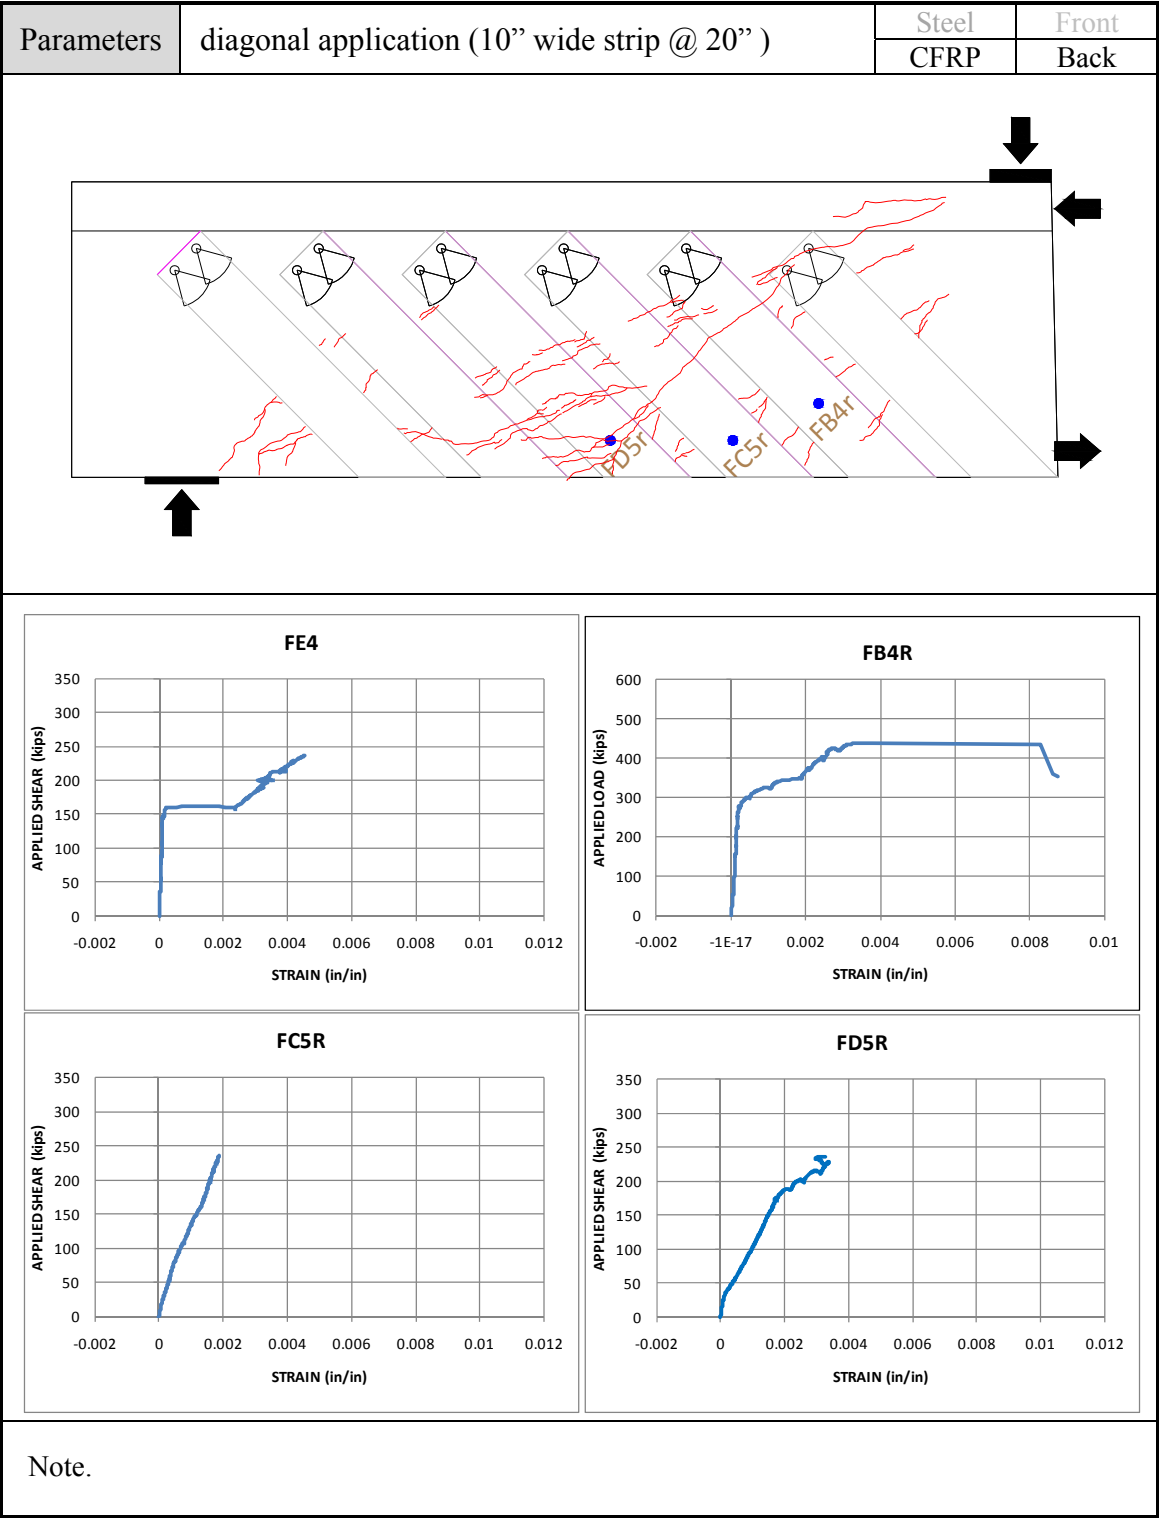 Parameters
diagonal application (10” wide strip @ 20” )
Steel
Front
CFRP
Back
FD5r
FC5r
FB4r
FE4
APPLIED SHEAR (kips)
350
300
250
200
150
100
50
0
-0.002 0 0.002 0.004 0.006 0.008 0.01 0.012
STRAIN (in/in)
FB4R
APPLIED LOAD (kips)
600
500
400
300
200
100
0
-0.002 -1E-17 0.002 0.004 0.006 0.008 0.01
STRAIN (in/in)
FC5R
APPLIED SHEAR (kips)
350
300
250
200
150
100
50
0
-0.002 0 0.002 0.004 0.006 0.008 0.01 0.012
STRAIN (in/in)
FD5R
APPLIED SHEAR (kips)
350
300
250
200
150
100
50
0
-0.002 0 0.002 0.004 0.006 0.008 0.01 0.012
STRAIN (in/in)
Note.